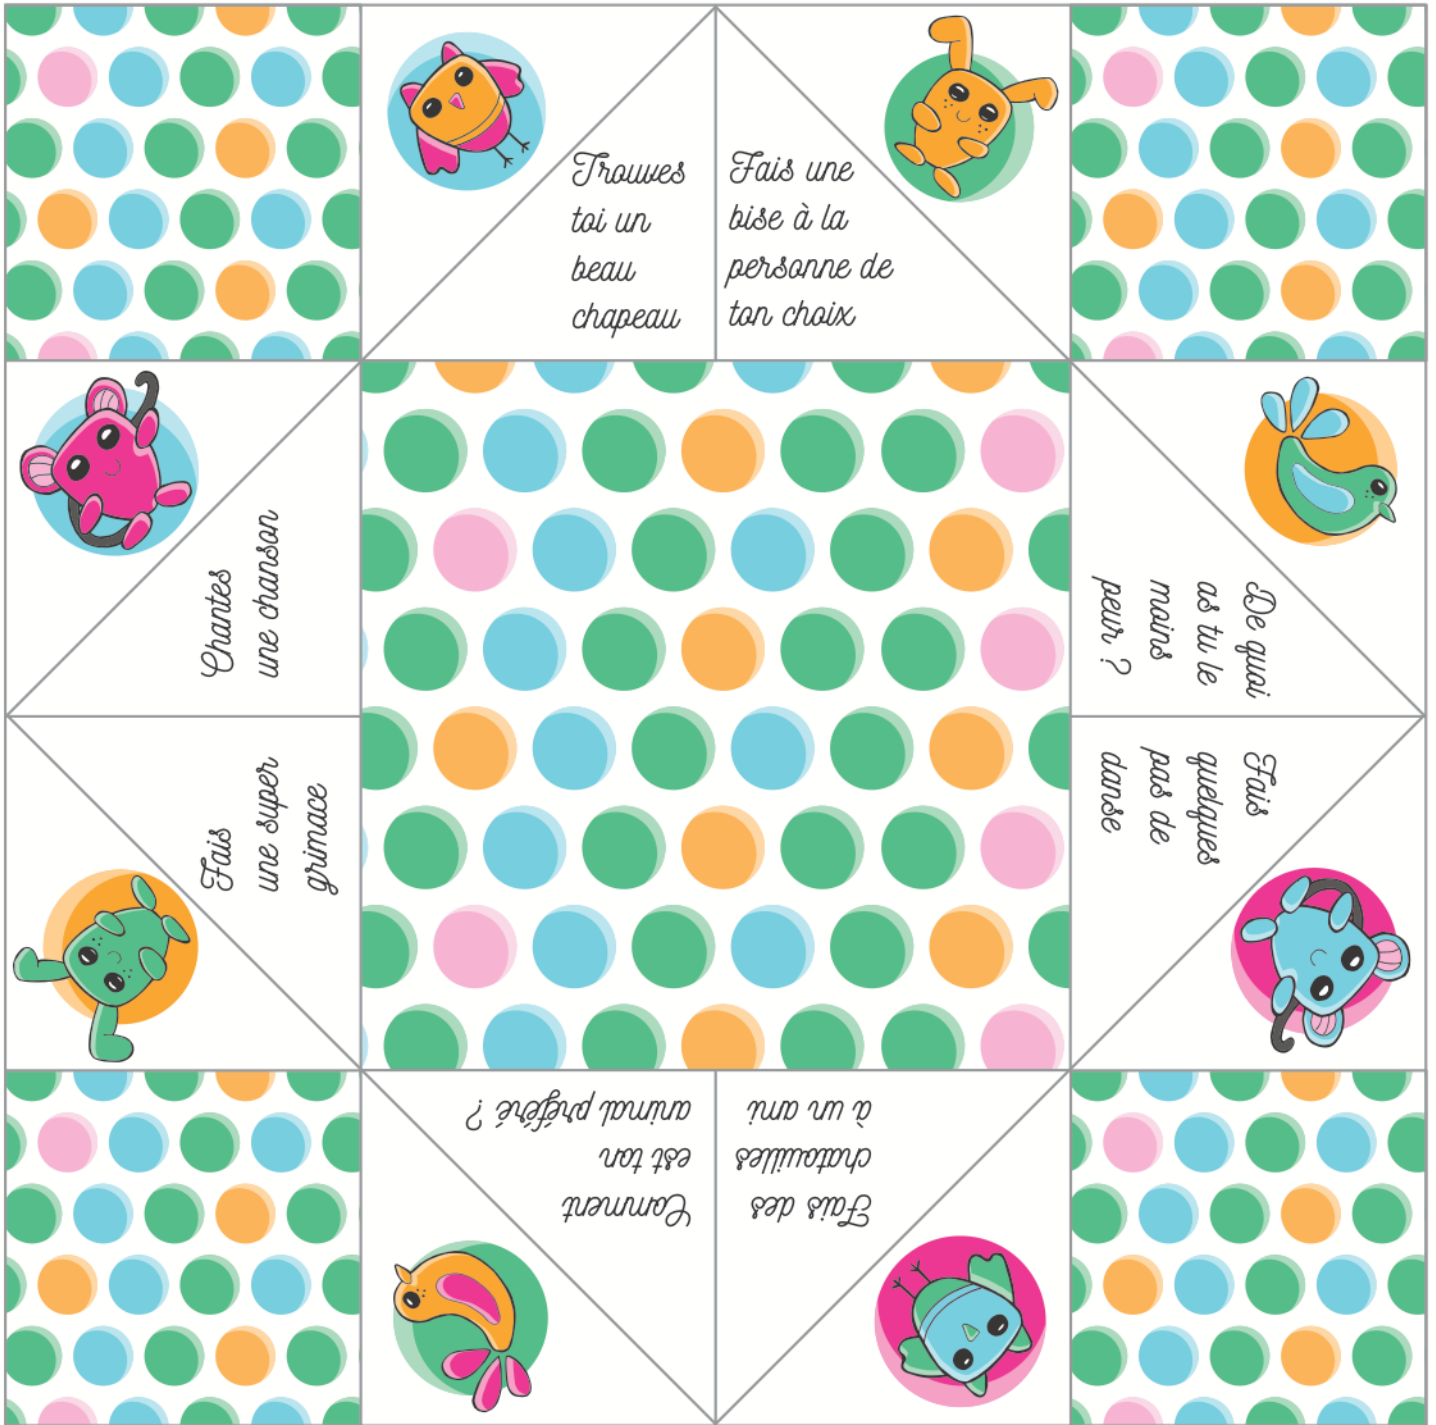 Trouves
toi un
beau
chapeau
Fais une
bise à la
personne de
ton choix
De quoi
as tu le
moins
peur ?
Fais
quelques
pas de
danse
Fais des
chatouilles
à un ami
Comment
est ton
animal préféré ?
Fais
une super
grimace
Chantes
une chanson